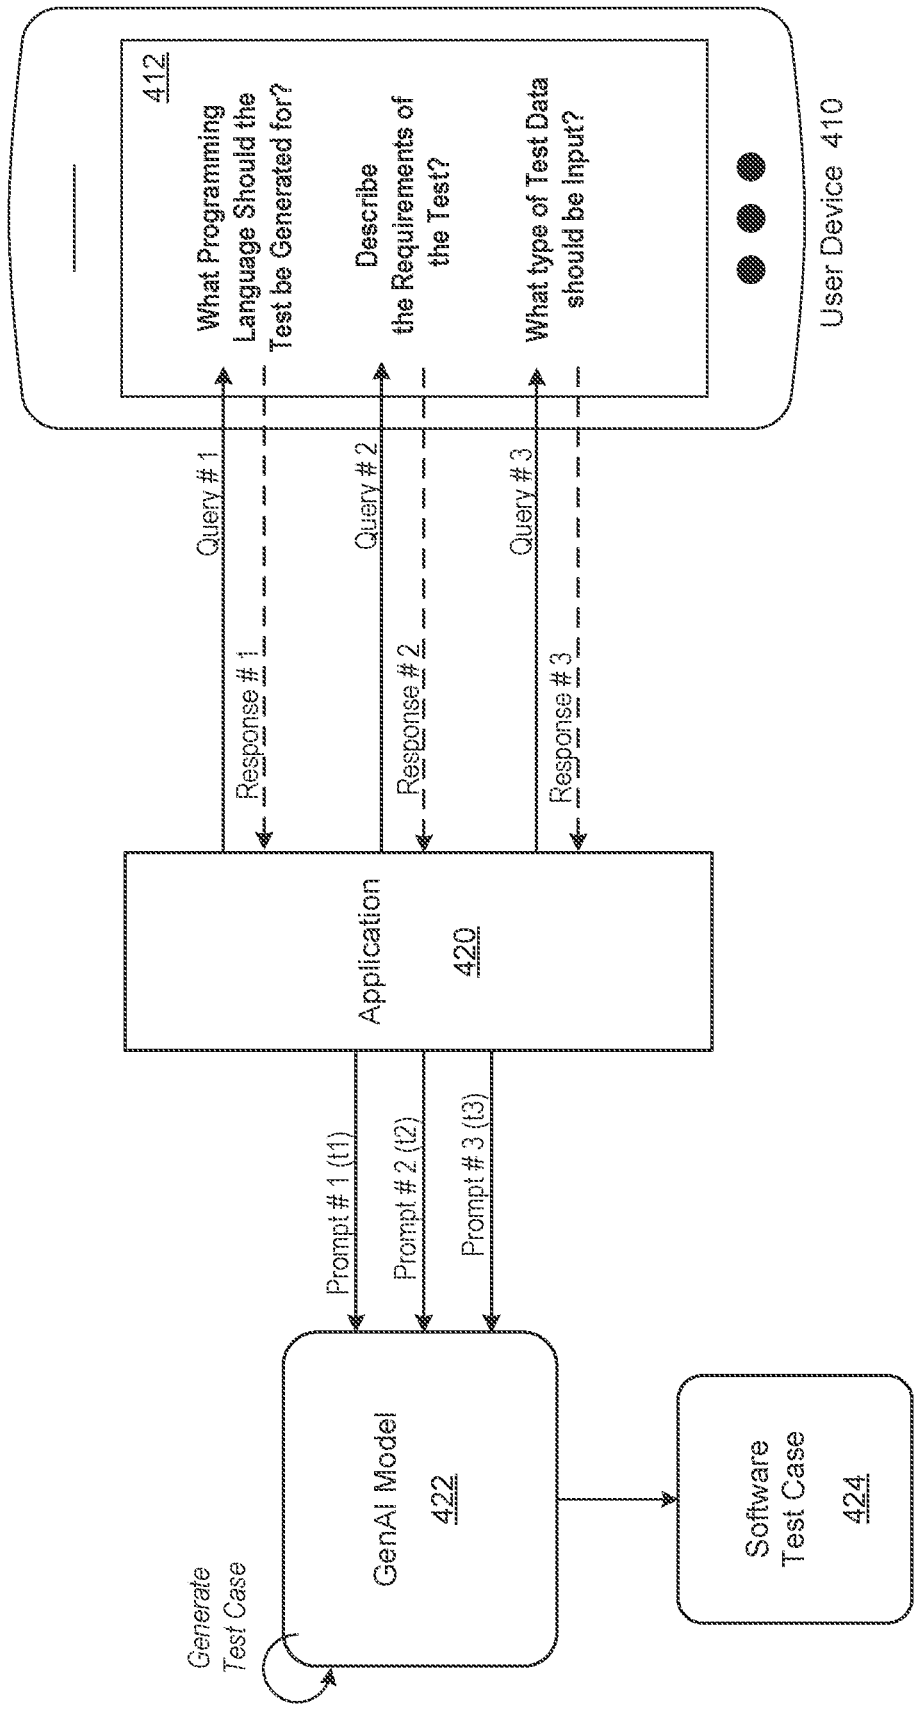 Generate
Test Case
GenAI Model
422
Software
Test Case
424
Prompt # 1 (t1)
Prompt # 2 (t2)
Prompt # 3 (t3)
Application
420
Query # 1
Response # 1
Query # 2
Response # 2
Query # 3
Response # 3
412
What Programming
Language Should the
Test be Generated for?
Describe
the Requirements of
the Test?
What type of Test Data
should be Input?
User Device 410